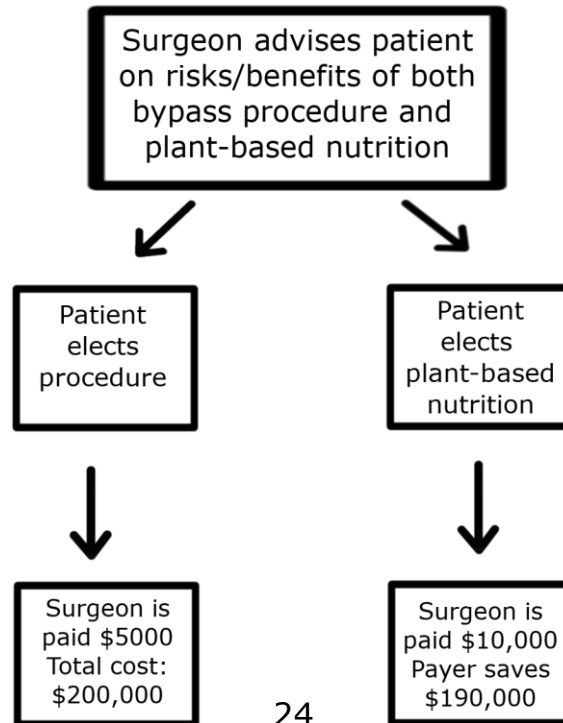 Surgeon advises patient
on risks/benefits of both
bypass procedure and
plant-based nutrition
Patient
elects
procedure
Patient
elects
plant-based
nutrition
Surgeon is
paid $5000
Total cost:
$200,000
Surgeon is
paid $10,000
Payer saves
$190,000
24